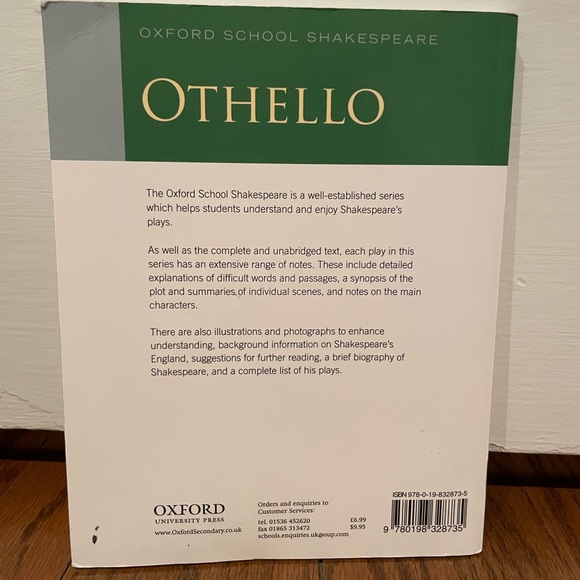 OXFORD SCHOOL SHAKESPEARE
OTHELLO
The Oxford School Shakespeare is a well-established series
which helps students understand and enjoy Shakespeare's
plays.
As well as the complete and unabridged text, each play in this
series has an extensive range of notes. These include detailed
explanations of difficult words and passages, a synopsis of the
plot and summaries of individual scenes, and notes on the main
characters.
There are also illustrations and photographs to enhance
understanding, background information on Shakespeare's
England, suggestions for further reading, a brief biography of
Shakespeare, and a complete list of his plays.
OXFORD
UNIVERSITY PRESS
www.OxfordSecondary.co.uk
Orders and enquiries to
Customer Services:
tel. 01536 452620
fax 01865 313472
schools.enquiries.uk@oup.com
£6.99
$9.95
ISBN 978-0-19-832873-5
9 780198 328735